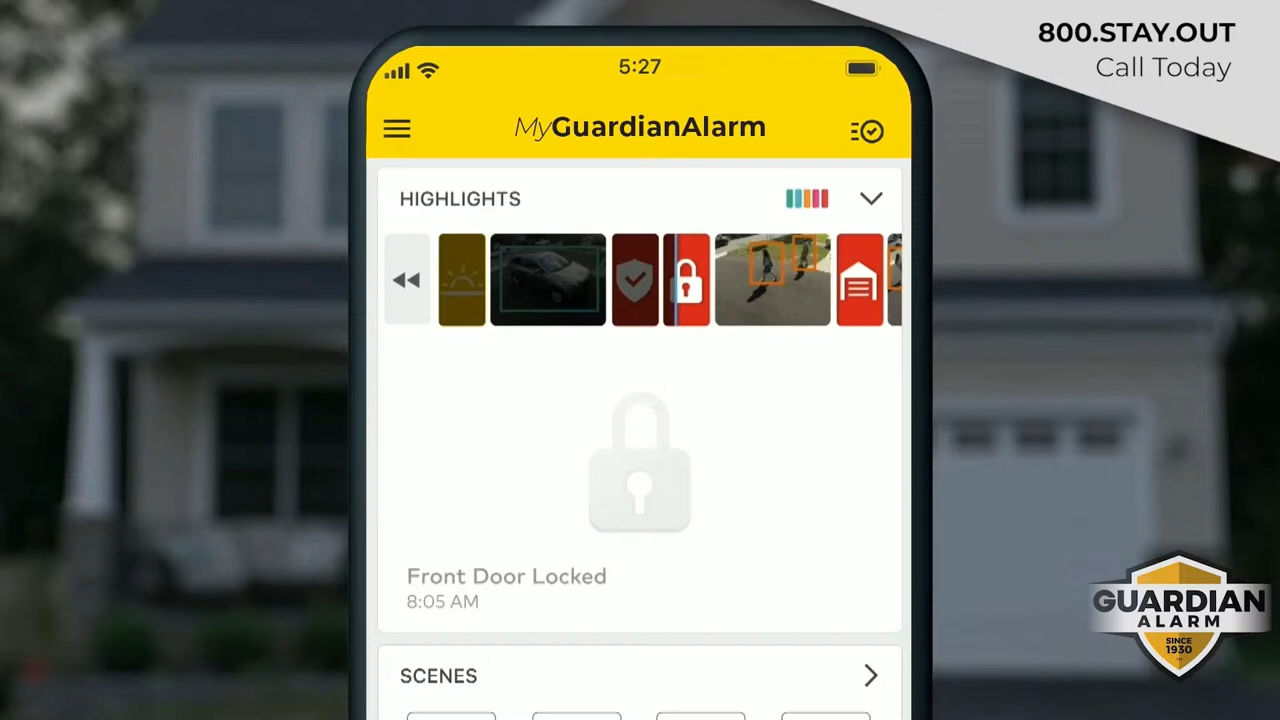 800.STAY.OUT
Call Today
5:27
MyGuardianAlarm
HIGHLIGHTS
Front Door Locked
8:05 AM
SCENES
GUARDIAN
ALARM
SINCE
1930